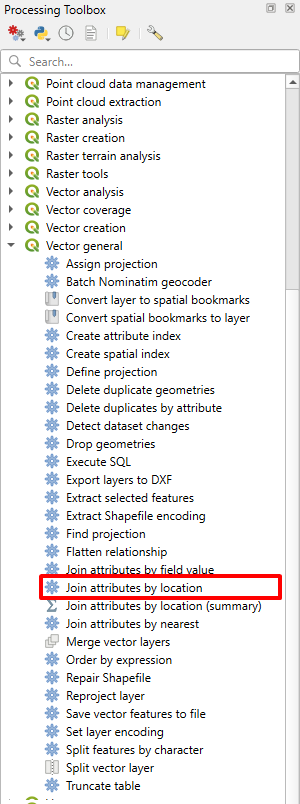 Processing Toolbox
Search...
Point cloud data management
Point cloud extraction
Raster analysis
Raster creation
Raster terrain analysis
Raster tools
Vector analysis
Vector coverage
Vector creation
Vector general
Assign projection
Batch Nominatim geocoder
Convert layer to spatial bookmarks
Convert spatial bookmarks to layer
Create attribute index
Create spatial index
Define projection
Delete duplicate geometries
Delete duplicates by attribute
Detect dataset changes
Drop geometries
Execute SQL
Export layers to DXF
Extract selected features
Extract Shapefile encoding
Find projection
Flatten relationship
Join attributes by field value
Join attributes by location
Join attributes by location (summary)
Join attributes by nearest
Merge vector layers
Order by expression
Repair Shapefile
Reproject layer
Save vector features to file
Set layer encoding
Split features by character
Split vector layer
Truncate table